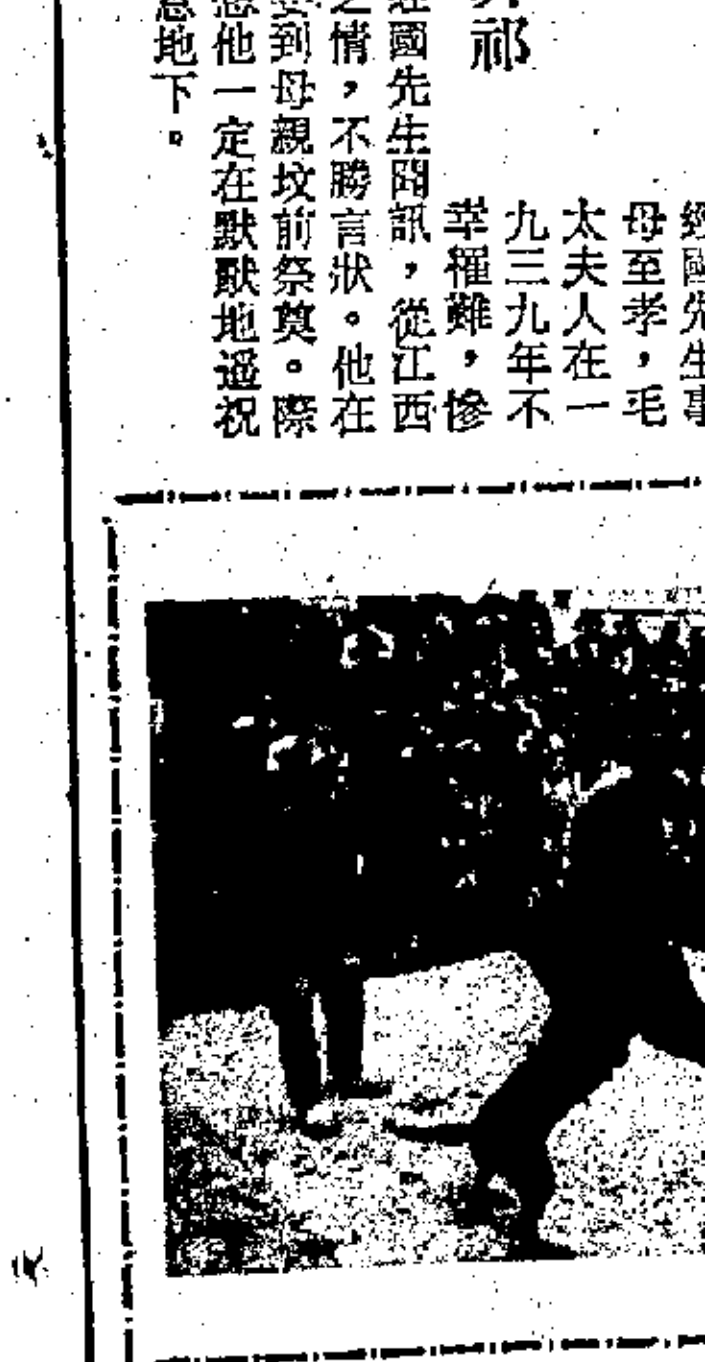 祁
經國先生事
母至孝，毛
太夫人在一
九三九年不
幸罹難，慘
國先生聞訊，從江西
之情，不勝言狀。他在
到母親墳前祭奠。際
他一定在默默地遥祝
息地下。